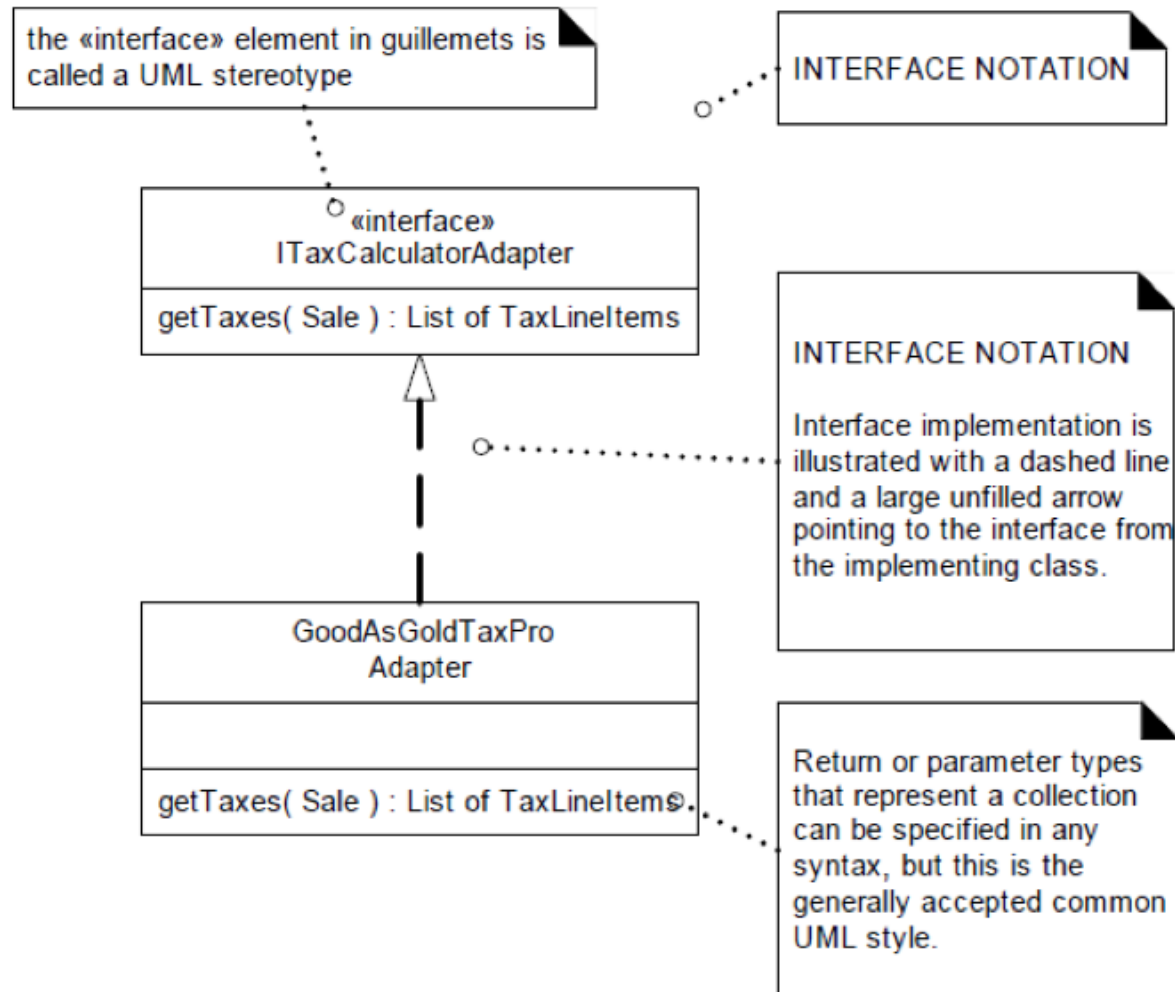 the «interface» element in guillemets is
called a UML stereotype
INTERFACE NOTATION
«interface»
ITaxCalculatorAdapter
getTaxes( Sale ) : List of TaxLineItems
INTERFACE NOTATION
Interface implementation is
illustrated with a dashed line
and a large unfilled arrow
pointing to the interface from
the implementing class.
GoodAsGoldTaxPro
Adapter
getTaxes( Sale ) : List of TaxLineItems
Return or parameter types
that represent a collection
can be specified in any
syntax, but this is the
generally accepted common
UML style.